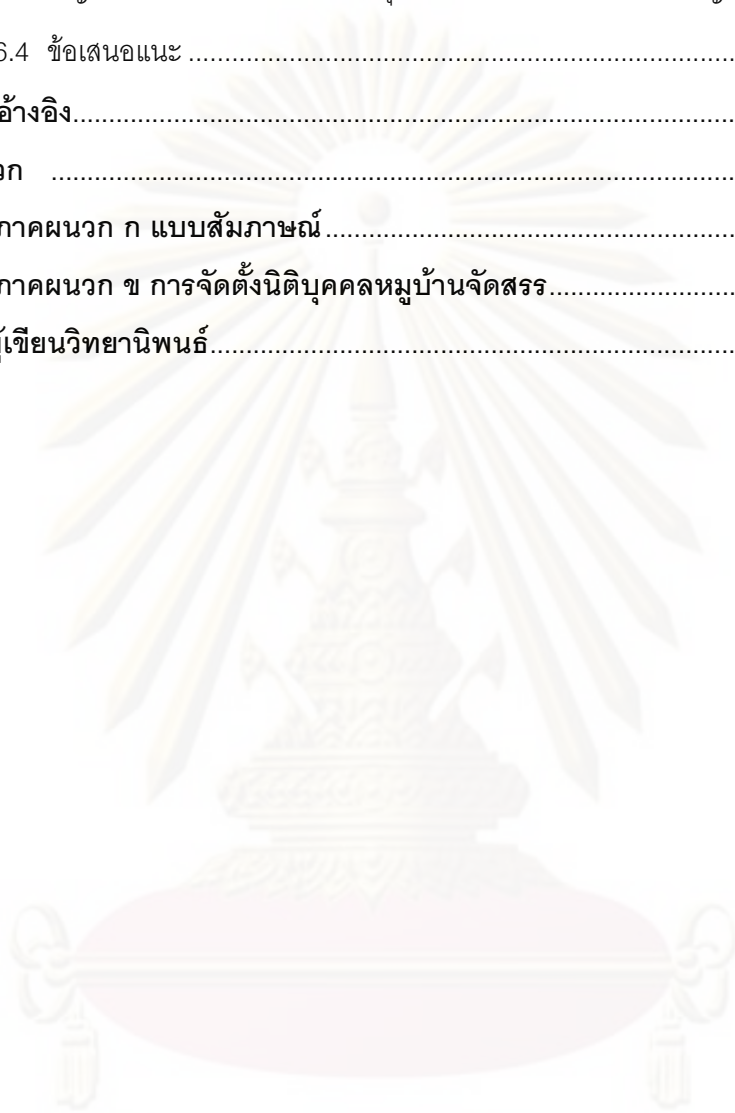 6.4 ข้อเสนอแนะ ........................................................................
อ้างอิง........................................................................
วก ........................................................................
ภาคผนวก ก แบบสัมภาษณ์........................................................................
ภาคผนวก ข การจัดตั้งนิติบุคคลหมู่บ้านจัดสรร........................................................................
ผู้เขียนวิทยานิพนธ์........................................................................